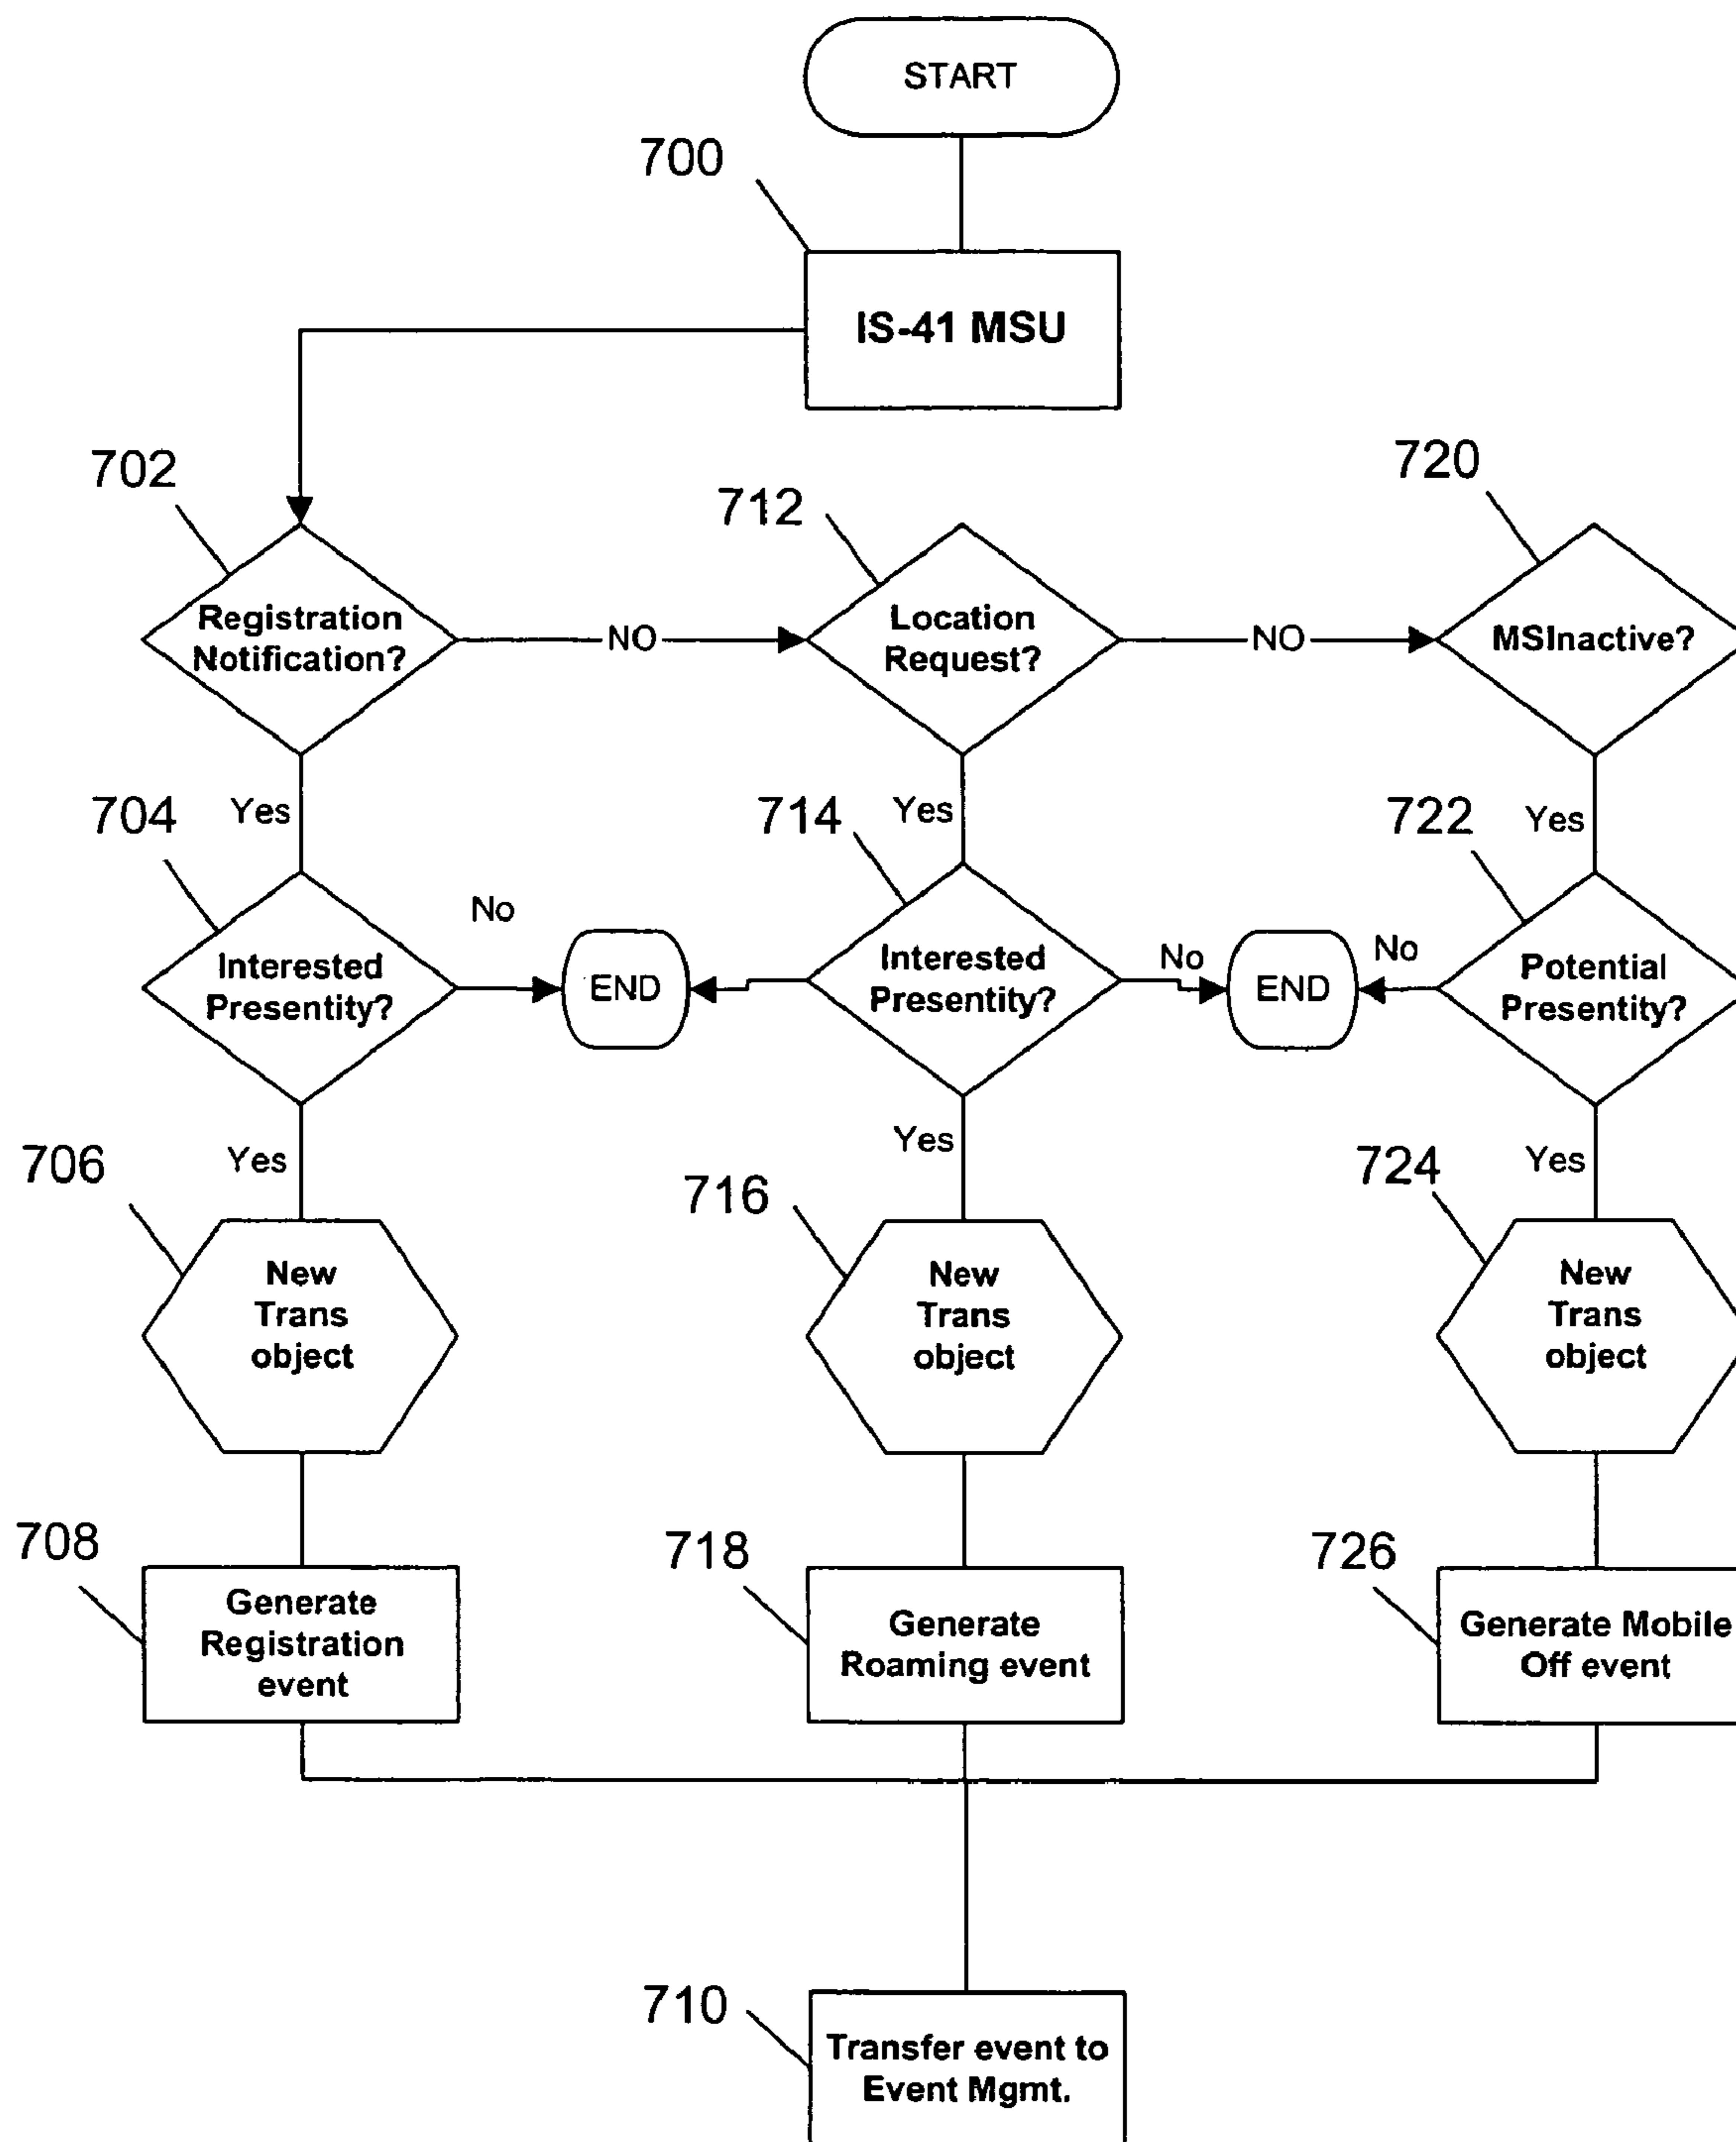 START
700
IS-41 MSU
702
712
720
Registration
Notification?
NO
Location
Request?
NO
MSInactive?
Yes
Yes
Yes
704
714
722
Interested
Presentity?
No
END
Interested
Presentity?
No
END
No
Potential
Presentity?
Yes
Yes
Yes
706
716
724
New
Trans
object
New
Trans
object
New
Trans
object
708
718
726
Generate
Registration
event
Generate
Roaming event
Generate Mobile
Off event
710
Transfer event to
Event Mgmt.